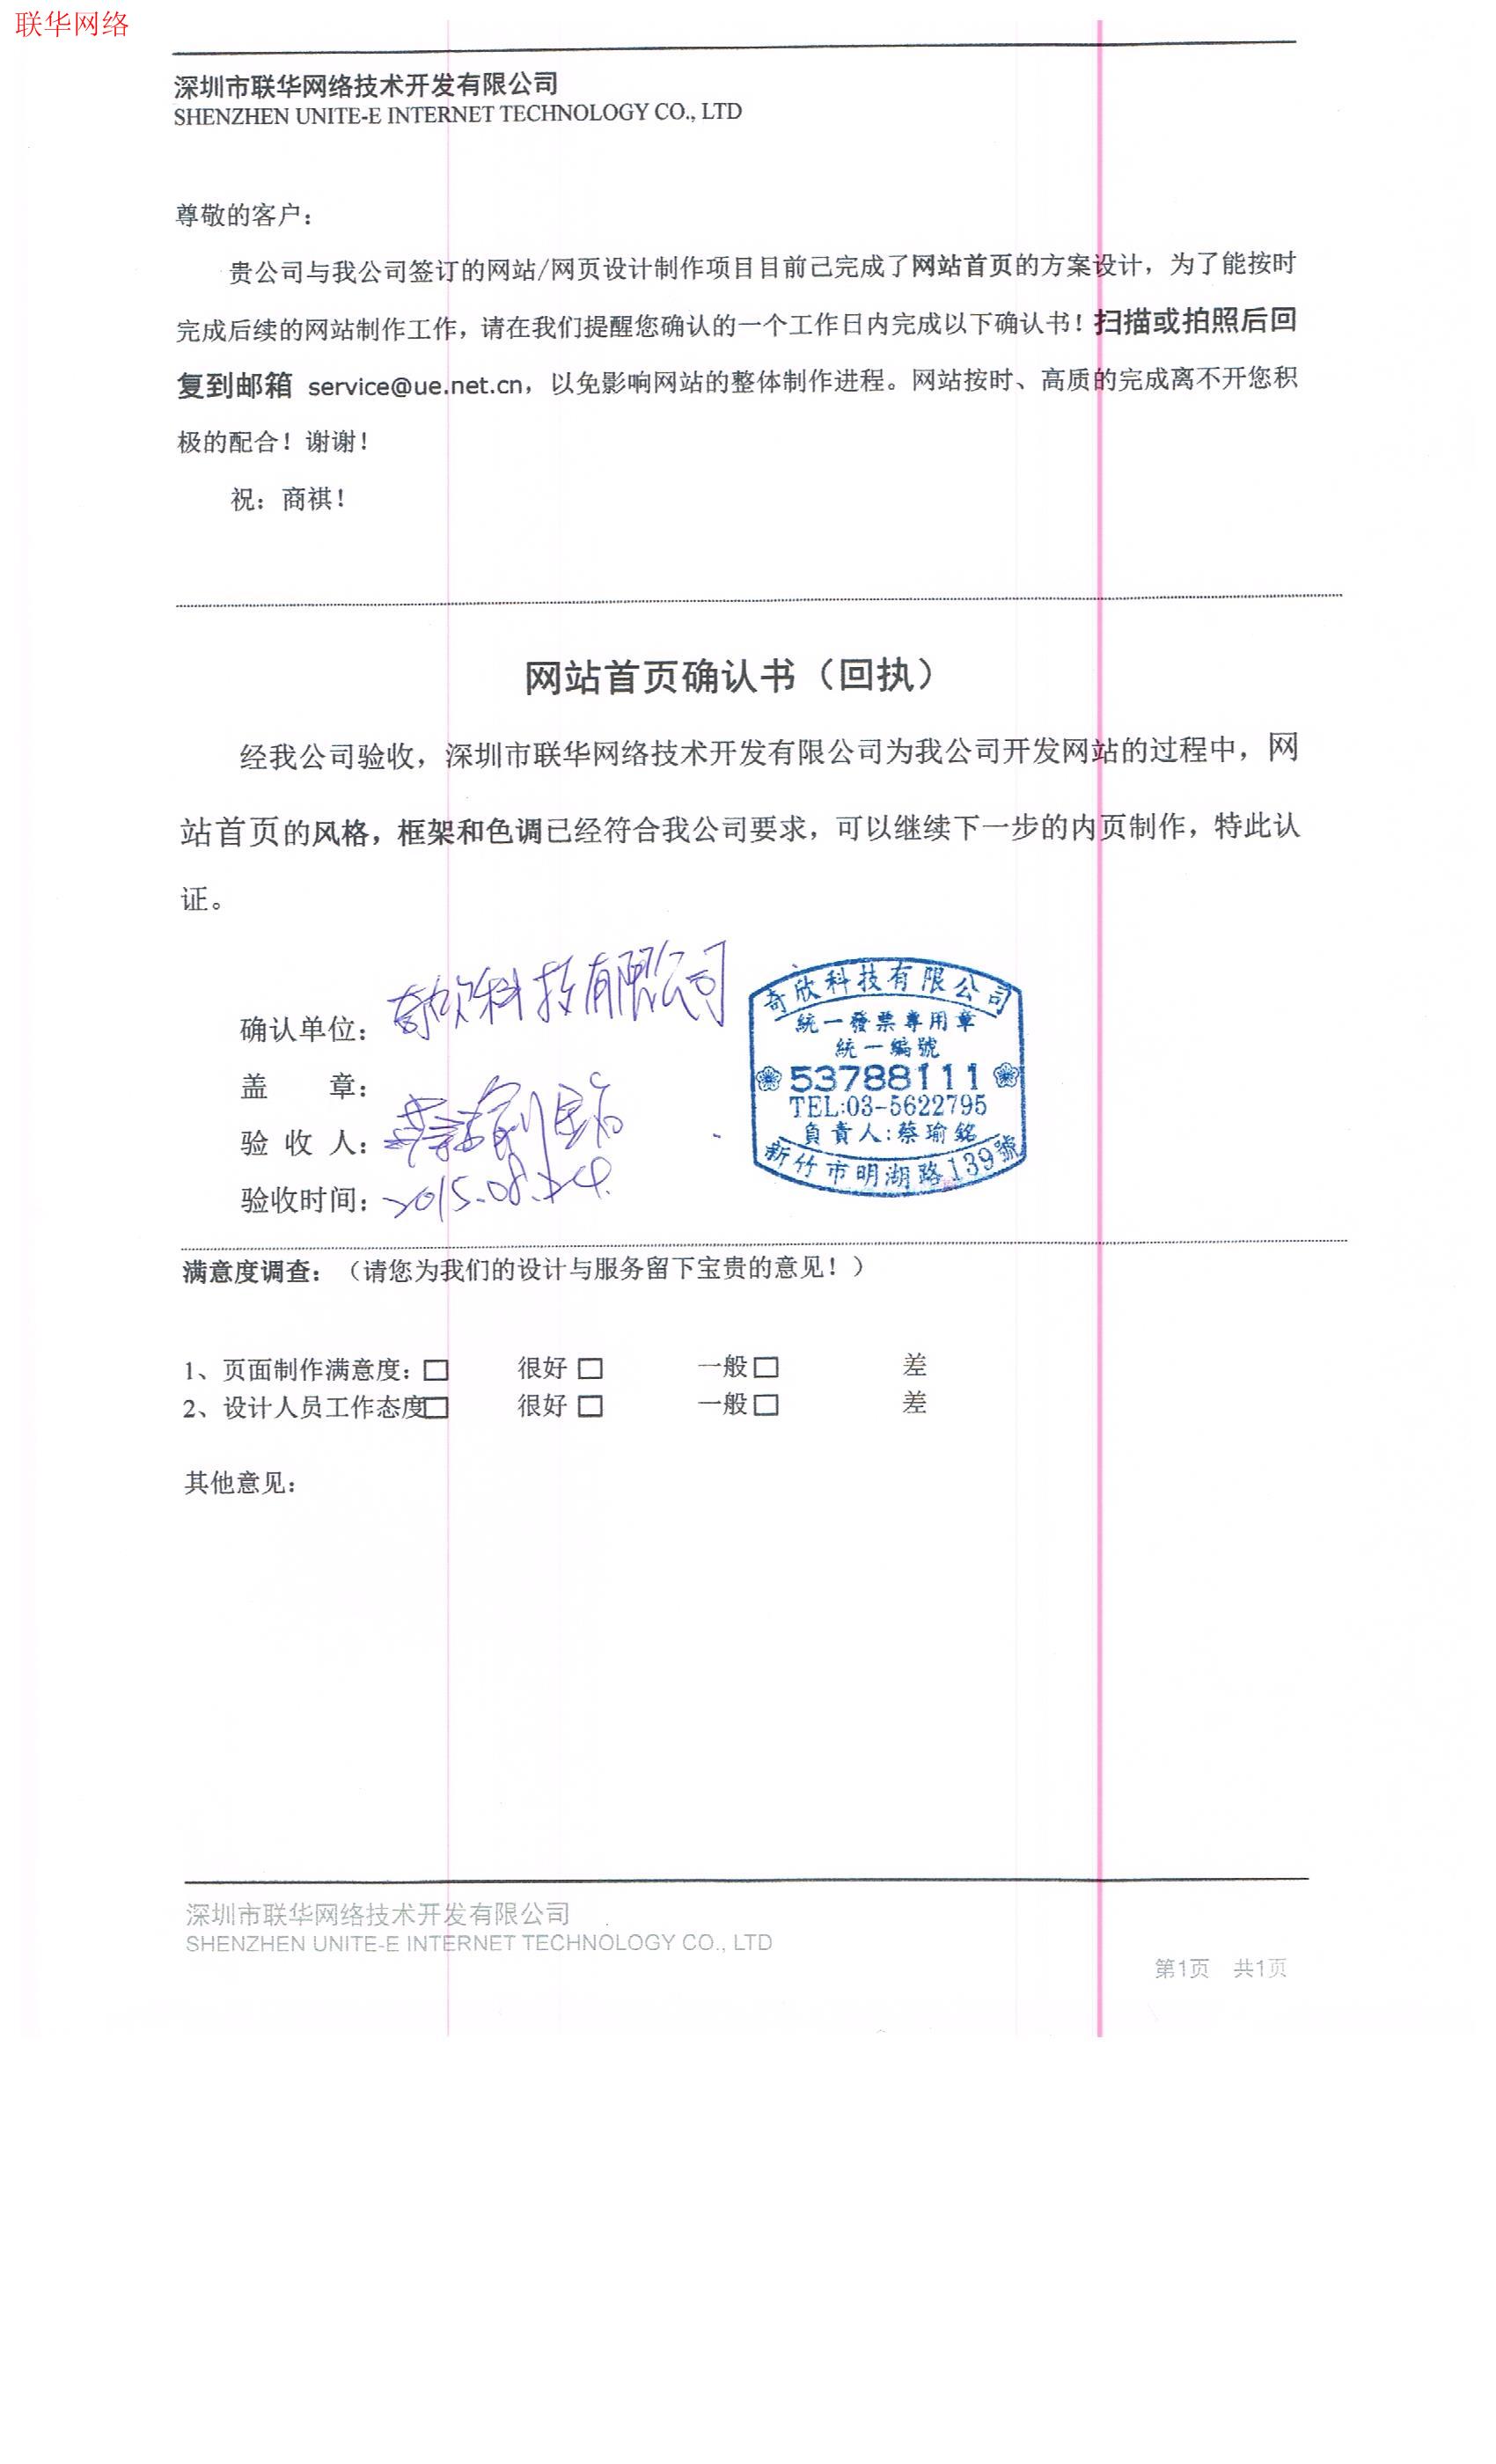 联华网络
深圳市联华网络技术开发有限公司
SHENZHEN UNITE-E INTERNET TECHNOLOGY CO., LTD
尊敬的客户：
贵公司与我公司签订的网站/网页设计制作项目目前已完成了网站首页的方案设计，为了能按时
完成后续的网站制作工作，请在我们提醒您确认的一个工作日内完成以下确认书！扫描或拍照后回
复到邮箱 service@ue.net.cn，以免影响网站的整体制作进程。网站按时、高质的完成离不开您积
极的配合！谢谢！
祝：商祺！
网站首页确认书（回执）
经我公司验收，深圳市联华网络技术开发有限公司为我公司开发网站的过程中，网
站首页的风格，框架和色调已经符合我公司要求，可以继续下一步的内页制作，特此认
证。
确认单位：奇欣科技有限公司
盖 章：
验 收 人：
验收时间：2015.08.24.
奇欣科技有限公司
統一發票專用章
統一編號
53788111
TEL:03-5622795
負責人:蔡瑜銘
新竹市明湖路139號
满意度调查：（请您为我们的设计与服务留下宝贵的意见！）
1、页面制作满意度：□ 很好 □ 一般 □ 差
2、设计人员工作态度□ 很好 □ 一般 □ 差
其他意见：
深圳市联华网络技术开发有限公司
SHENZHEN UNITE-E INTERNET TECHNOLOGY CO., LTD
第1页 共1页